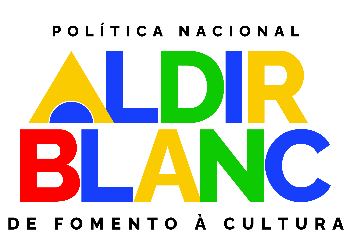 POLÍTICA NACIONAL
ALDIR
BLANC
DE FOMENTO À CULTURA